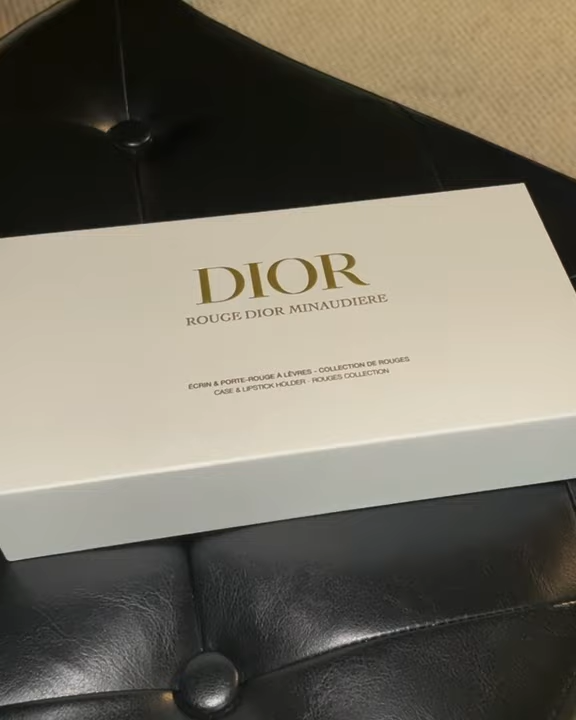 DIOR
ROUGE DIOR MINAUDIERE
ÉCRIN & PORTE-ROUGE À LÈVRES - COLLECTION DE ROUGES
CASE & LIPSTICK HOLDER - ROUGES COLLECTION